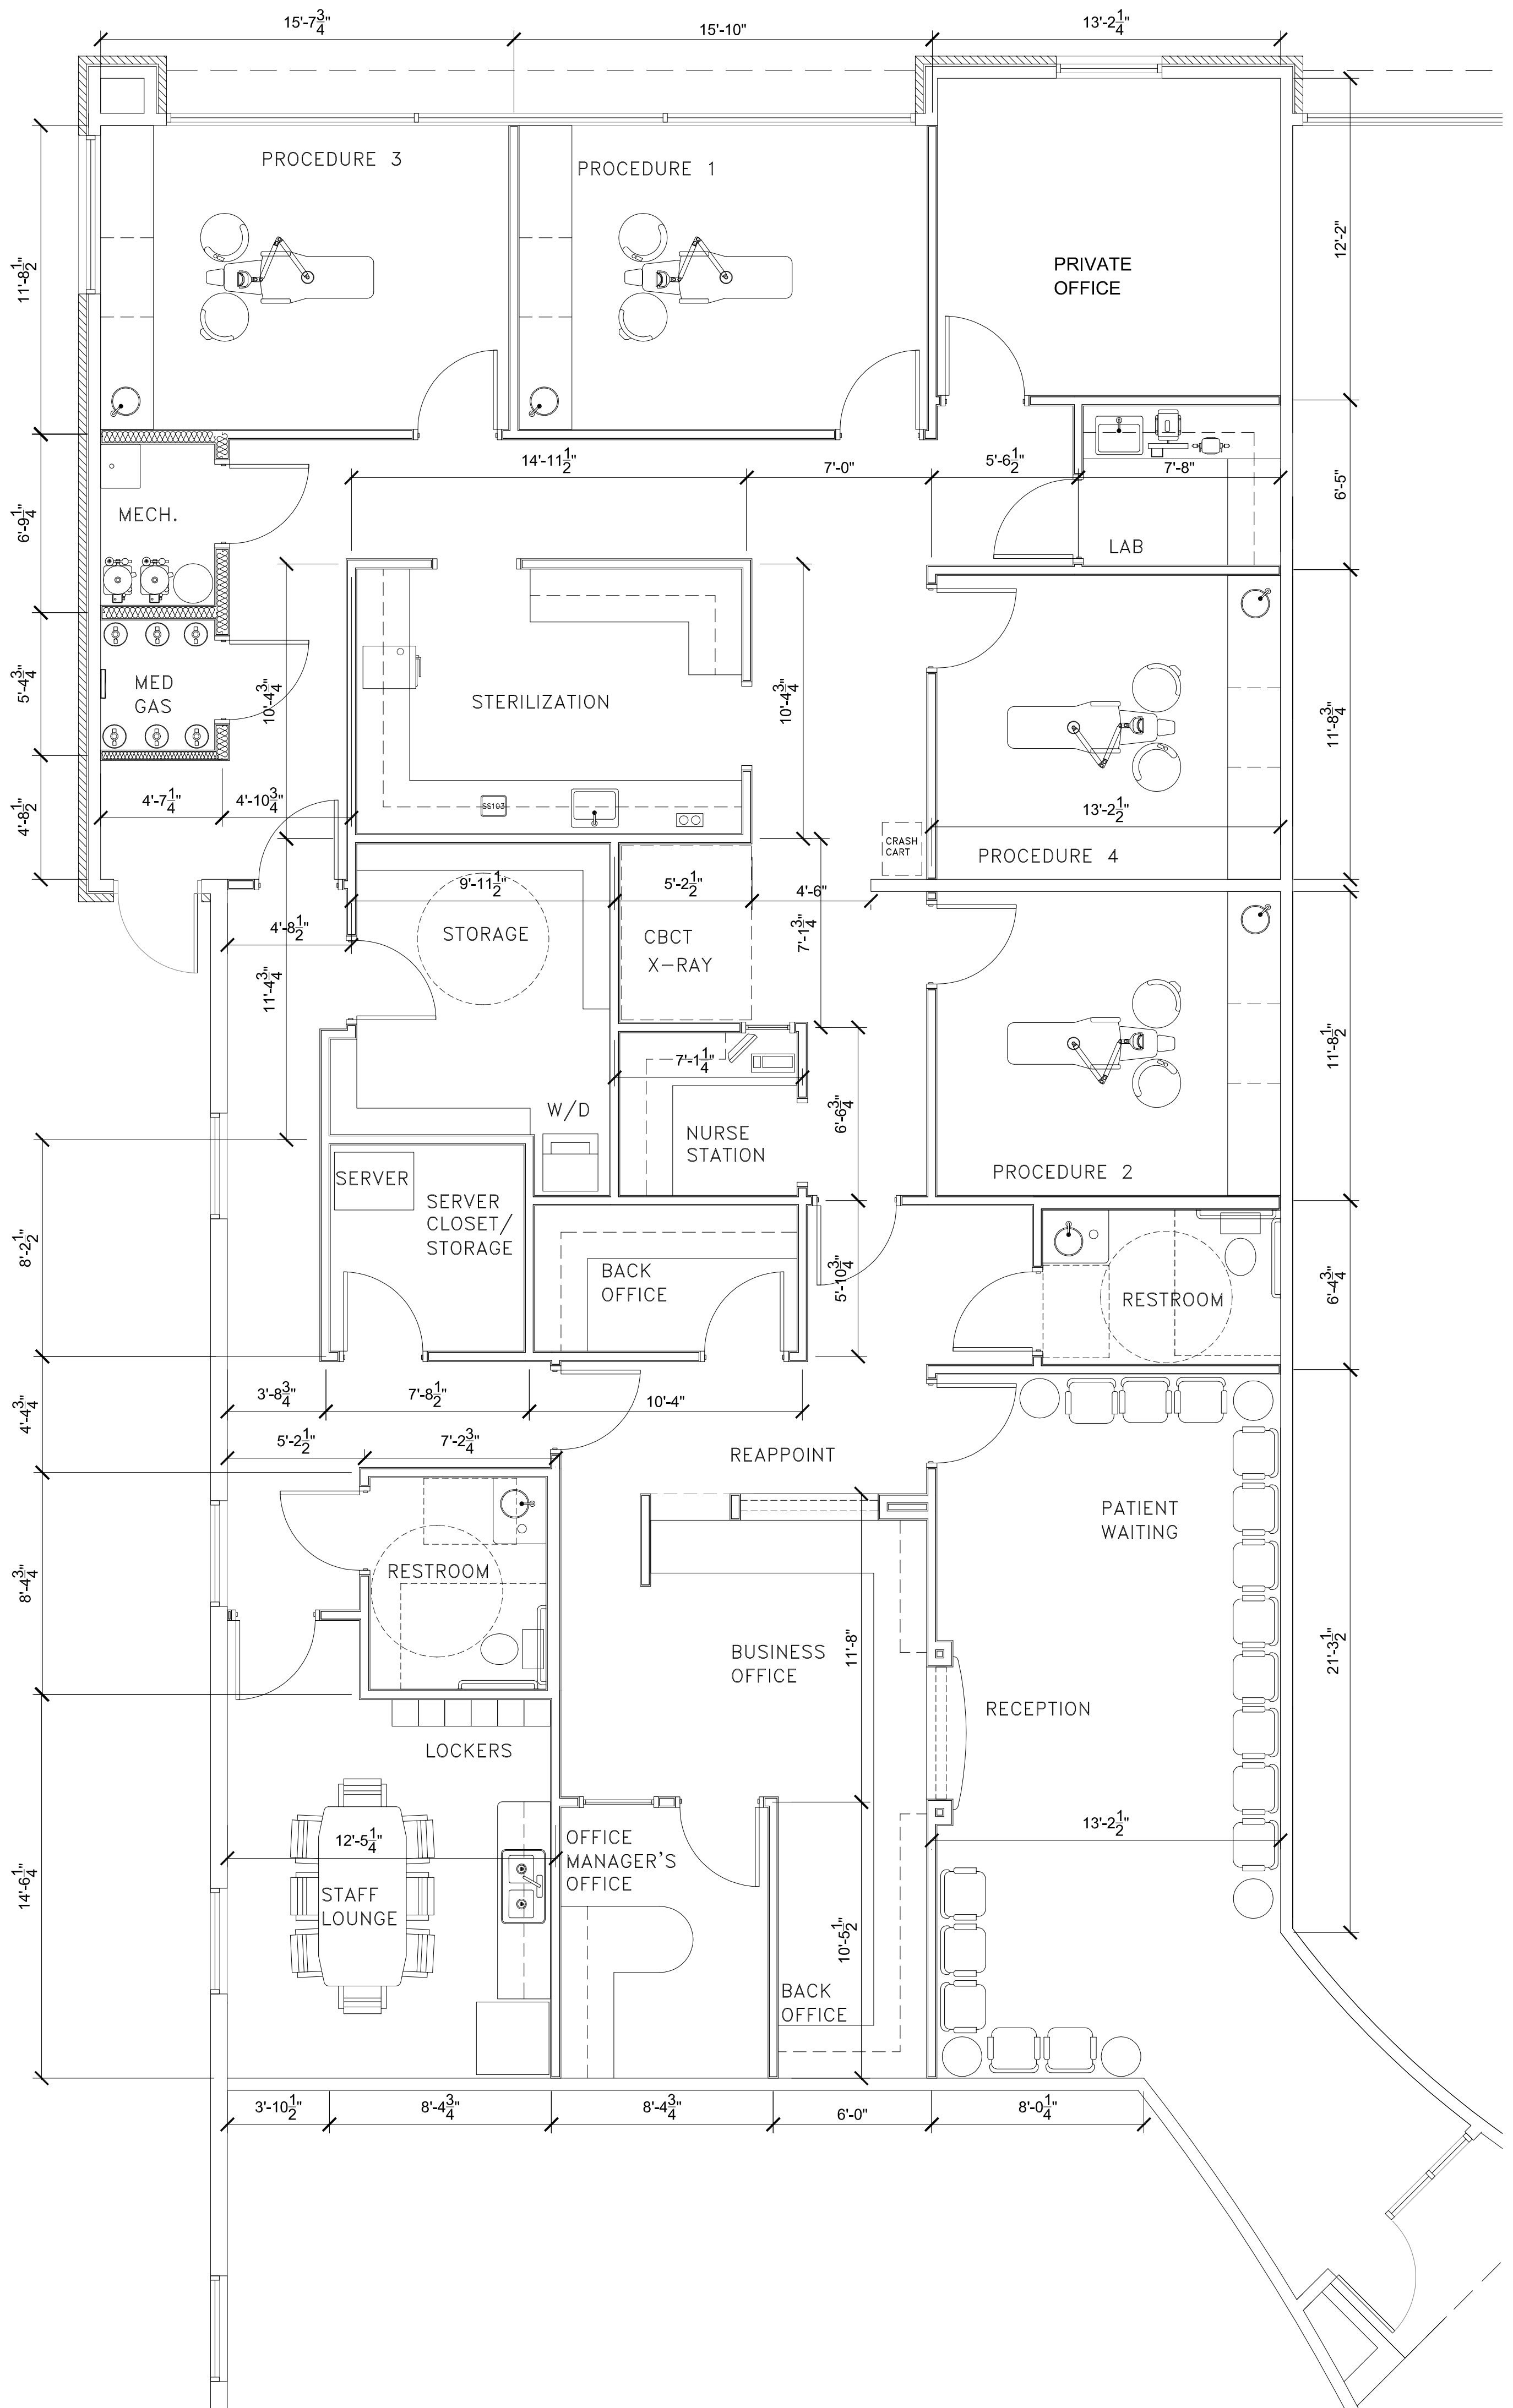 15'-7 3/4"
15'-10"
13'-2 1/4"
PROCEDURE 3
PROCEDURE 1
PRIVATE
OFFICE
12'-2"
11'-8 1/2"
14'-11 1/2"
7'-0"
5'-6 1/2"
7'-8"
6'-5"
6'-9 1/4"
MECH.
LAB
5'-4 3/4"
MED
GAS
10'-4 3/4"
STERILIZATION
10'-4 3/4"
11'-8 3/4"
4'-8 1/2"
4'-7 1/4"
4'-10 3/4"
SS103
13'-2 1/2"
CRASH
CART
PROCEDURE 4
9'-11 1/2"
5'-2 1/2"
4'-6"
4'-8 1/2"
STORAGE
CBCT
X-RAY
7'-1 3/4"
11'-4 3/4"
7'-1 1/4"
11'-8 1/2"
W/D
6'-6 3/4"
NURSE
STATION
PROCEDURE 2
SERVER
SERVER
CLOSET/
STORAGE
8'-2 1/2"
BACK
OFFICE
5'-10 3/4"
RESTROOM
6'-4 3/4"
3'-8 3/4"
7'-8 1/2"
10'-4"
4'-4 3/4"
5'-2 1/2"
7'-2 3/4"
REAPPOINT
PATIENT
WAITING
RESTROOM
8'-4 3/4"
BUSINESS
OFFICE
11'-8"
21'-3 1/2"
RECEPTION
LOCKERS
12'-5 1/4"
OFFICE
MANAGER'S
OFFICE
13'-2 1/2"
STAFF
LOUNGE
14'-6 1/4"
10'-5 1/2"
BACK
OFFICE
3'-10 1/2"
8'-4 3/4"
8'-4 3/4"
6'-0"
8'-0 1/4"